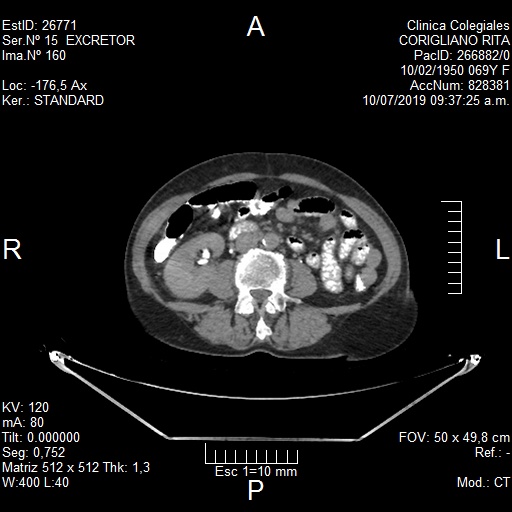 EstID: 26771
Ser.Nº 15 EXCRETOR
Ima.Nº 160
Loc: -176,5 Ax
Ker.: STANDARD
A
Clinica Colegiales
CORIGLIANO RITA
PacID: 266882/0
10/02/1950 069Y F
AccNum: 828381
10/07/2019 09:37:25 a.m.
R
L
KV: 120
mA: 80
Tilt: 0.000000
Seg: 0,752
Matriz 512 x 512 Thk: 1,3
W:400 L:40
Esc 1=10 mm
P
FOV: 50 x 49,8 cm
Ref.: -
Mod.: CT